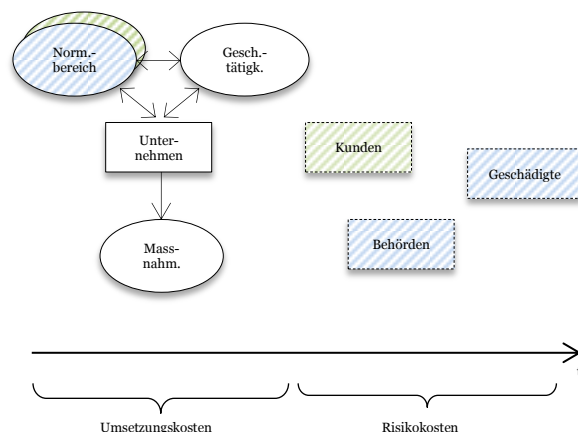 Norm.-
bereich
Gesch.-
tätigk.
Unter-
nehmen
Kunden
Geschädigte
Behörden
Mass-
nahm.
Umsetzungskosten
Risikokosten